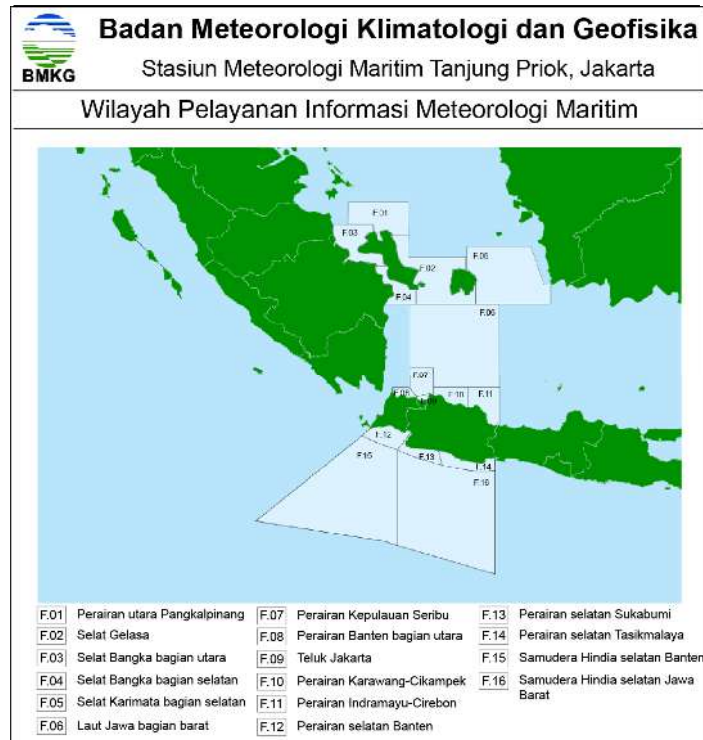 Badan Meteorologi Klimatologi dan Geofisika
BMKG
Stasiun Meteorologi Maritim Tanjung Priok, Jakarta
Wilayah Pelayanan Informasi Meteorologi Maritim
F.01
F.03
F.05
F.02
F.04
F.06
F.07
F.08
F.10
F.11
F.12
F.15
F.13
F.14
F.16
F.01 Perairan utara Pangkalpinang
F.02 Selat Gelasa
F.03 Selat Bangka bagian utara
F.04 Selat Bangka bagian selatan
F.05 Selat Karimata bagian selatan
F.06 Laut Jawa bagian barat
F.07 Perairan Kepulauan Seribu
F.08 Perairan Banten bagian utara
F.09 Teluk Jakarta
F.10 Perairan Karawang-Cikampek
F.11 Perairan Indramayu-Cirebon
F.12 Perairan selatan Banten
F.13 Perairan selatan Sukabumi
F.14 Perairan selatan Tasikmalaya
F.15 Samudera Hindia selatan Banten
F.16 Samudera Hindia selatan Jawa
Barat